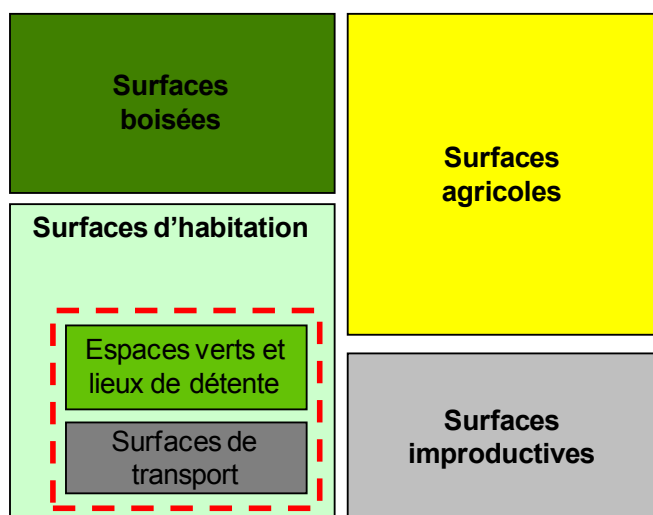 Surfaces
boisées
Surfaces
agricoles
Surfaces d'habitation
Espaces verts et
lieux de détente
Surfaces de
transport
Surfaces
improductives